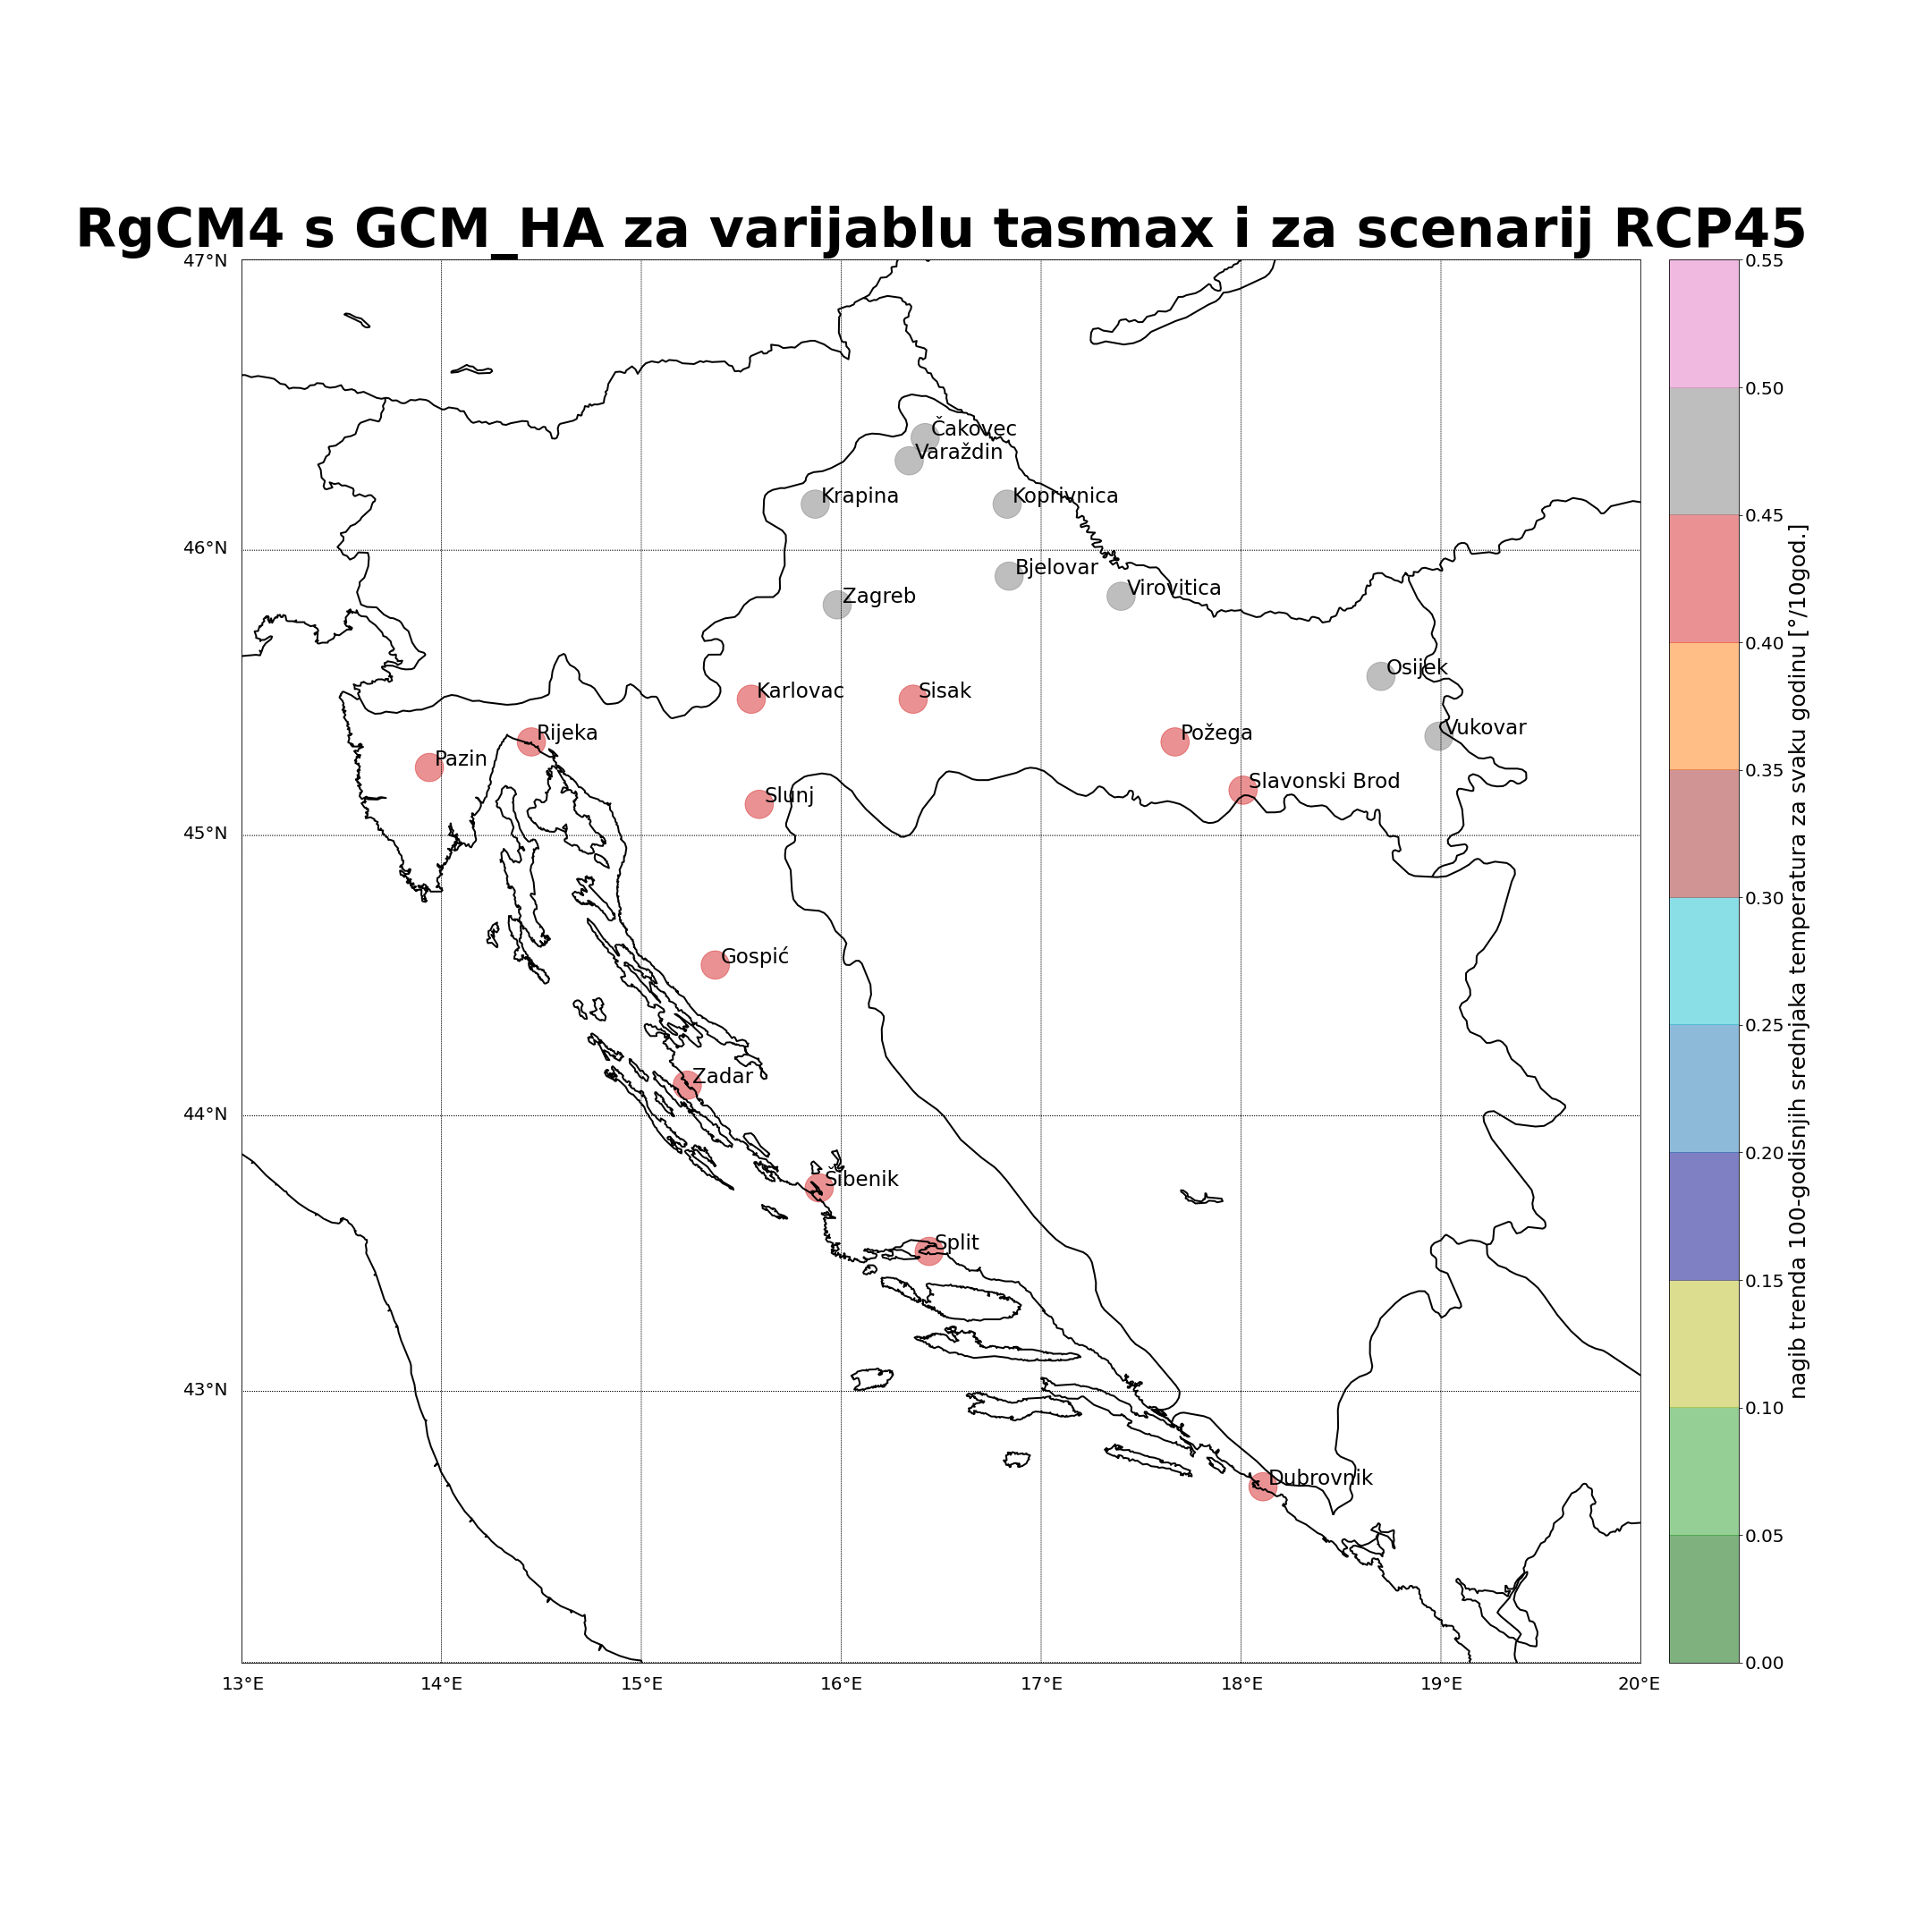 RgCM4 s GCM_HA za varijablu tasmax i za scenarij RCP45
47°N
46°N
45°N
44°N
43°N
13°E 14°E 15°E 16°E 17°E 18°E 19°E 20°E
Čakovec
Varaždin
Krapina
Koprivnica
Bjelovar
Virovitica
Zagreb
Osijek
Karlovac
Sisak
Vukovar
Rijeka
Požega
Pazin
Slavonski Brod
Slunj
Gospić
Zadar
Šibenik
Split
Dubrovnik
0.55
0.50
0.45
0.40
0.35
0.30
0.25
0.20
0.15
0.10
0.05
0.00
nagib trenda 100-godisnjih srednjaka temperatura za svaku godinu [°/10god.]